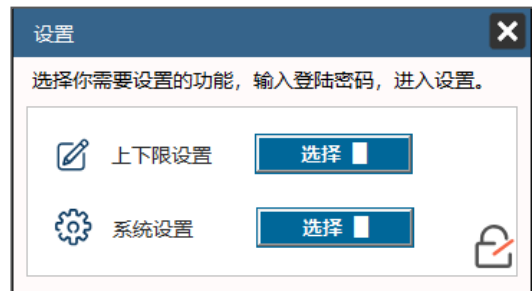 设置
选择你需要设置的功能，输入登陆密码，进入设置。
上下限设置 选择
系统设置 选择